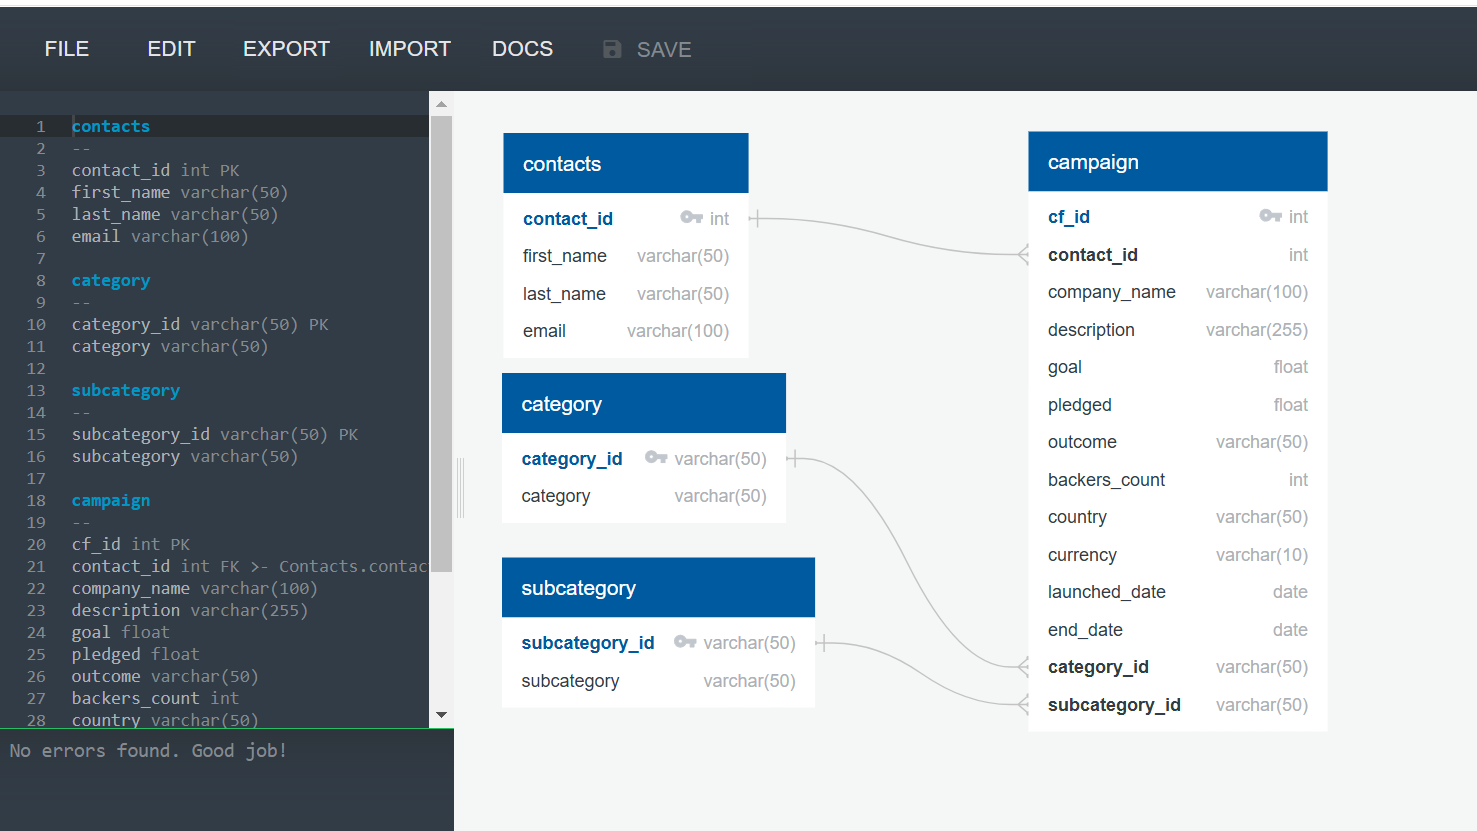 FILE EDIT EXPORT IMPORT DOCS SAVE
1 contacts
2 --
3 contact_id int PK
4 first_name varchar(50)
5 last_name varchar(50)
6 email varchar(100)
7
8 category
9 --
10 category_id varchar(50) PK
11 category varchar(50)
12
13 subcategory
14 --
15 subcategory_id varchar(50) PK
16 subcategory varchar(50)
17
18 campaign
19 --
20 cf_id int PK
21 contact_id int FK >- Contacts.contac
22 company_name varchar(100)
23 description varchar(255)
24 goal float
25 pledged float
26 outcome varchar(50)
27 backers_count int
28 country varchar(50)
No errors found. Good job!
contacts
contact_id int
first_name varchar(50)
last_name varchar(50)
email varchar(100)
category
category_id varchar(50)
category varchar(50)
subcategory
subcategory_id varchar(50)
subcategory varchar(50)
campaign
cf_id int
contact_id int
company_name varchar(100)
description varchar(255)
goal float
pledged float
outcome varchar(50)
backers_count int
country varchar(50)
currency varchar(10)
launched_date date
end_date date
category_id varchar(50)
subcategory_id varchar(50)